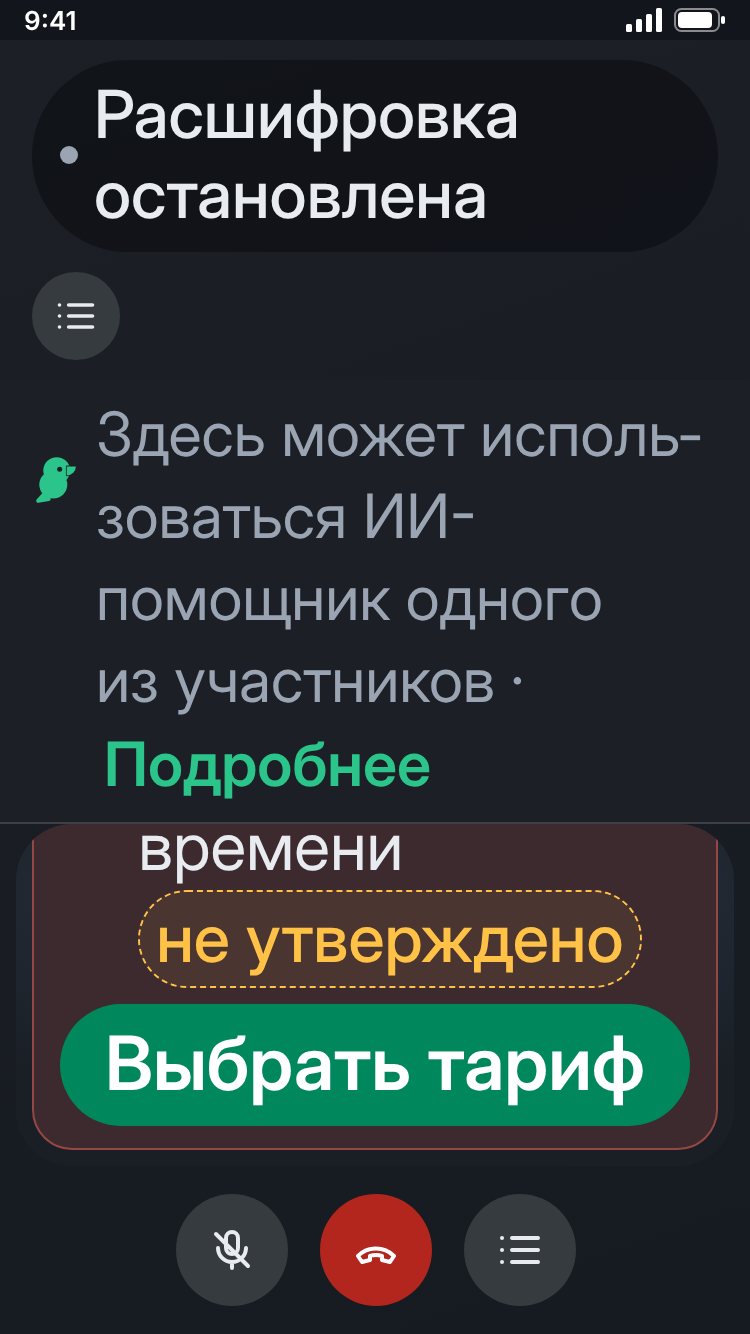 9:41
Расшифровка
остановлена
Здесь может исполь-
зоваться ИИ-
помощник одного
из участников ·
Подробнее
времени
не утверждено
Выбрать тариф